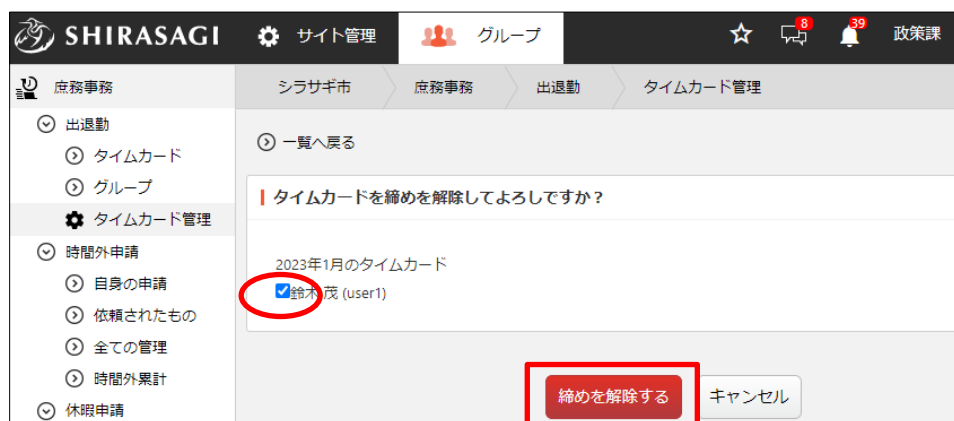 SHIRASAGI
サイト管理
グループ
8
39
政策課
庶務事務
シラサギ市
庶務事務
出退勤
タイムカード管理
出退勤
タイムカード
グループ
タイムカード管理
時間外申請
自身の申請
依頼されたもの
全ての管理
時間外累計
休暇申請
一覧へ戻る
タイムカードを締めを解除してよろしですか？
2023年1月のタイムカード
鈴木 茂 (user1)
締めを解除する
キャンセル